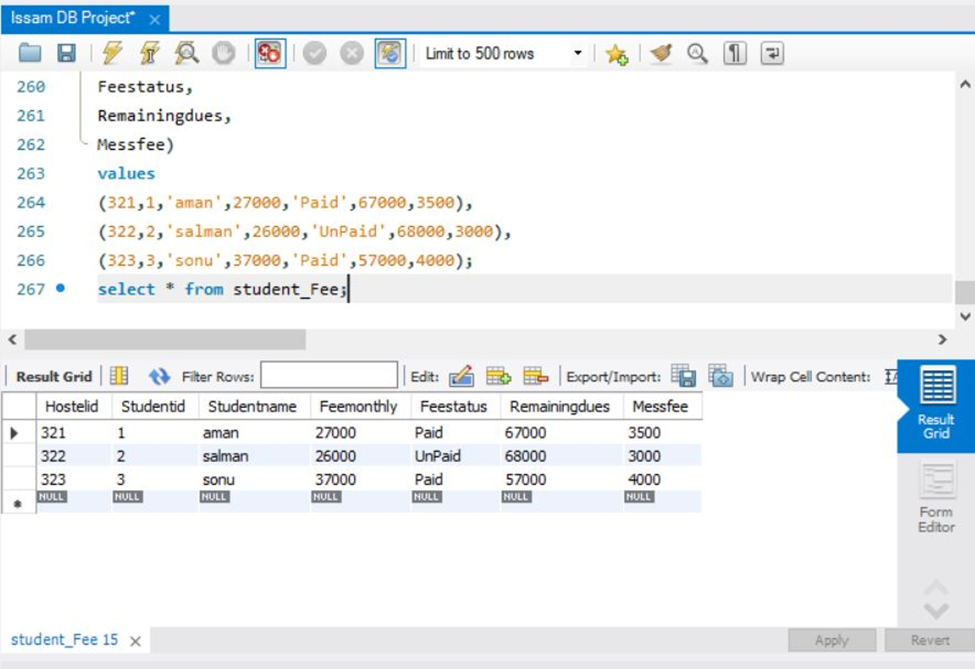 Issam DB Project*
Limit to 500 rows
260 Feestatus,
261 Remainingdues,
262 Messfee)
263 values
264 (321,1,'aman',27000,'Paid',67000,3500),
265 (322,2,'salman',26000,'UnPaid',68000,3000),
266 (323,3,'sonu',37000,'Paid',57000,4000);
267 select * from student_Fee;
Result Grid Filter Rows: Edit: Export/Import: Wrap Cell Content:
Hostelid Studentid Studentname Feemonthly Feestatus Remainingdues Messfee
321 1 aman 27000 Paid 67000 3500
322 2 salman 26000 UnPaid 68000 3000
323 3 sonu 37000 Paid 57000 4000
NULL NULL NULL NULL NULL NULL NULL
Result
Grid
Form
Editor
student_Fee 15
Apply Revert